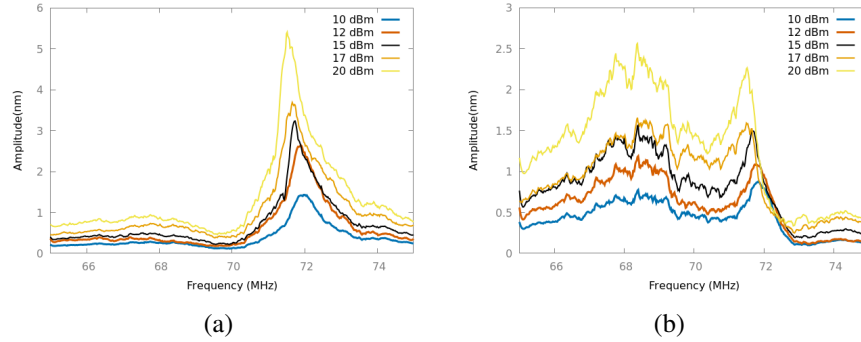 6
5
4
3
2
1
0
Amplitude(nm)
66
68
70
72
74
Frequency (MHz)
10 dBm
12 dBm
15 dBm
17 dBm
20 dBm
(a)
3
2.5
2
1.5
1
0.5
0
Amplitude(nm)
66
68
70
72
74
Frequency (MHz)
10 dBm
12 dBm
15 dBm
17 dBm
20 dBm
(b)